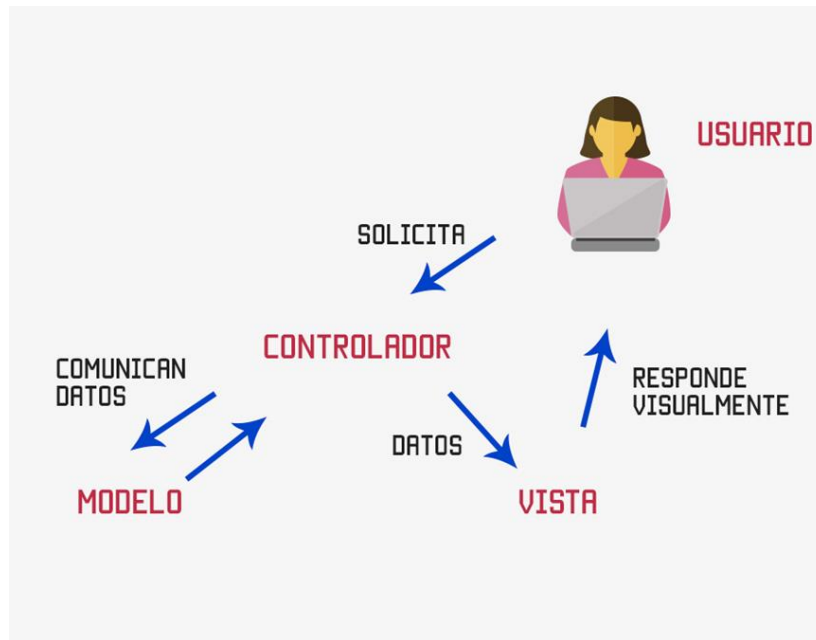 USUARIO
SOLICITA
CONTROLADOR
COMUNICAN
DATOS
RESPONDE
VISUALMENTE
DATOS
MODELO
VISTA